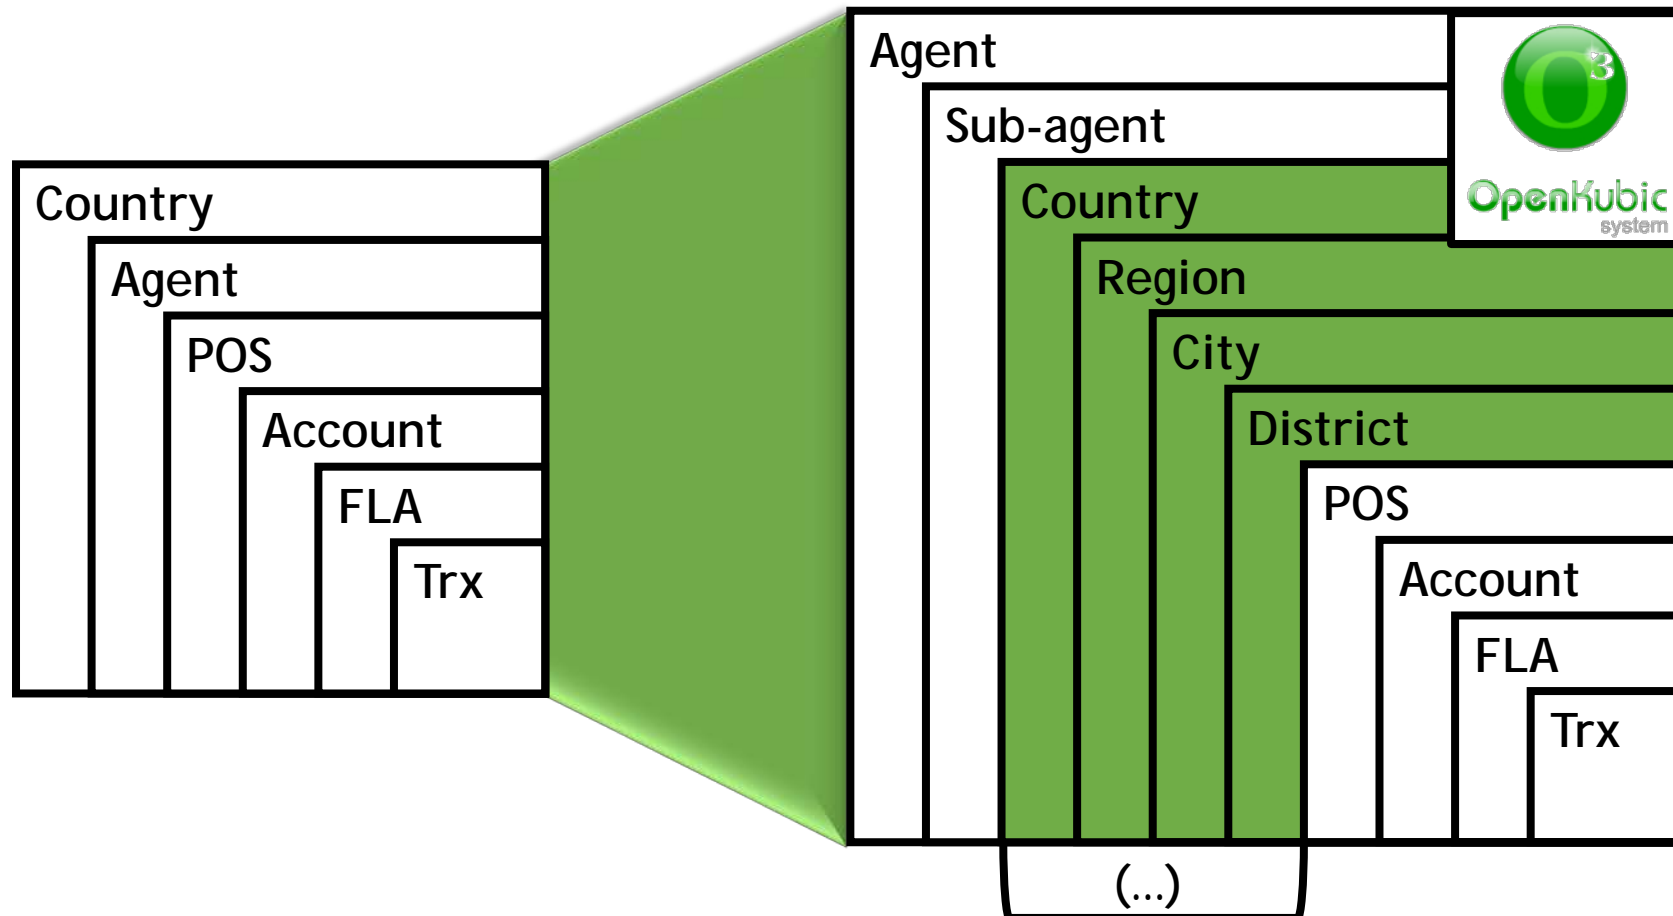 Country
Agent
POS
Account
FLA
Trx
Agent
Sub-agent
Country
Region
City
District
POS
Account
FLA
Trx
(...)
O3
OpenKubic
system